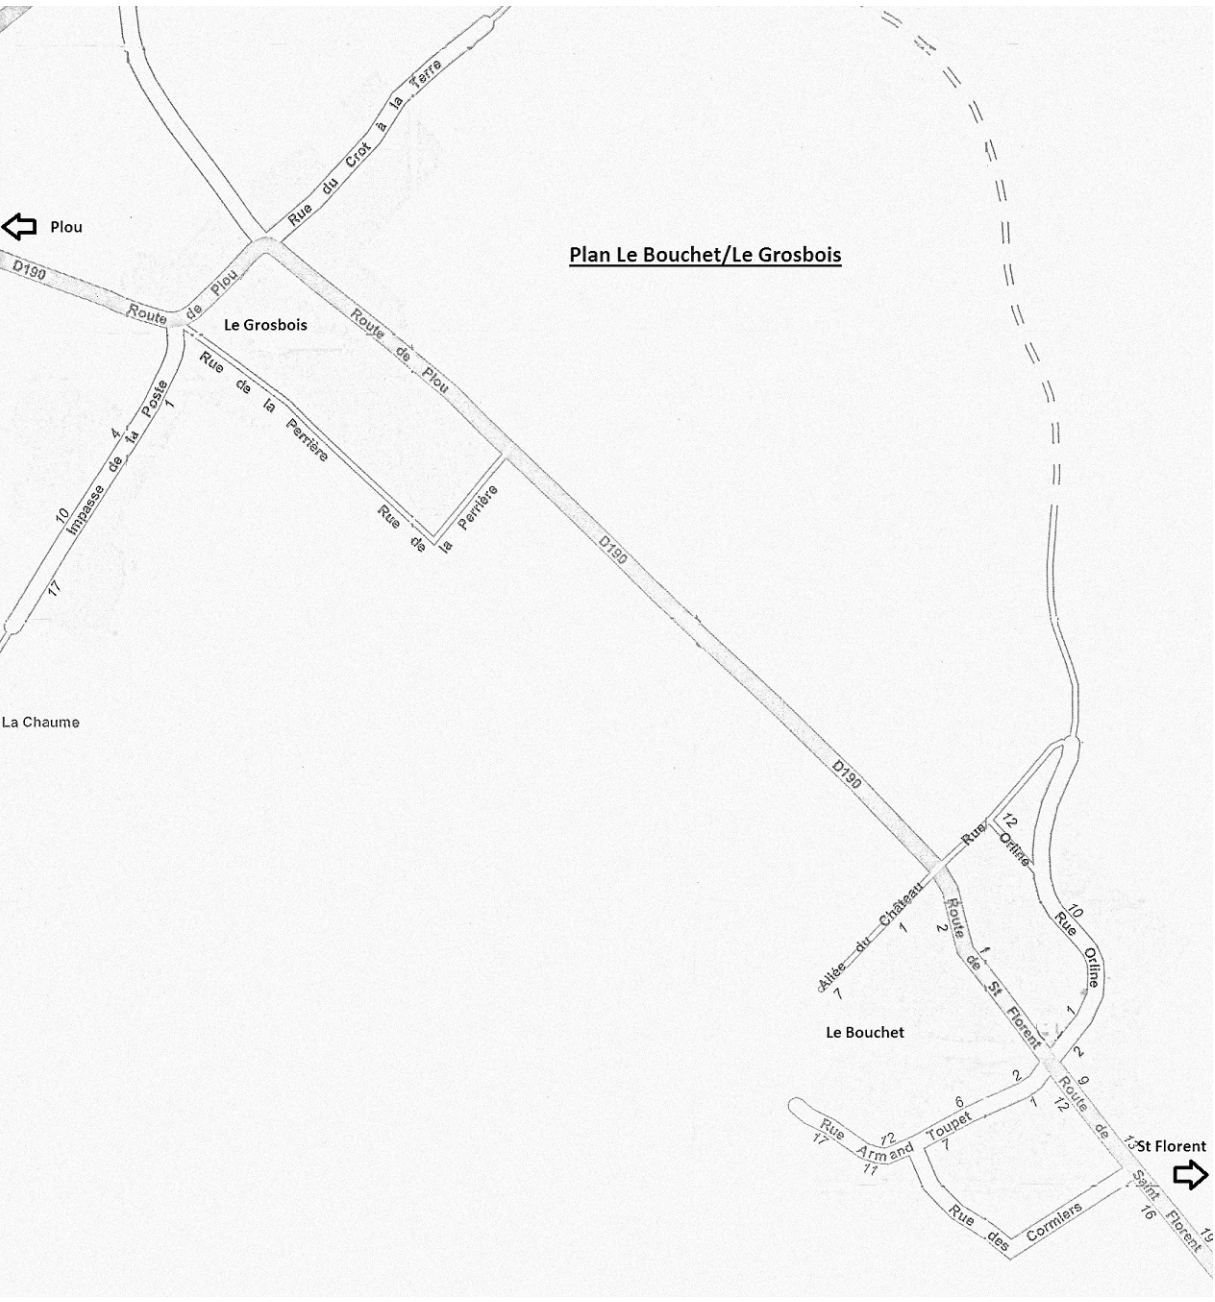 Rue du Crot à la Terre
Plou
Plan Le Bouchet/Le Grosbois
D190
Route de Plou
Le Grosbois
Route de Plou
Rue de la Perrière
Rue de la Perrière
Impasse de la Poste
1
4
10
17
D190
La Chaume
D190
Rue Orline
12
Allée du Château
1
7
10
Rue Orline
1
2
2
Route de St Florent
1
Le Bouchet
Rue Armand Toupet
2
6
12
1
7
11
17
9
12
Route de Saint Florent
13
St Florent
16
19
Rue des Cormiers